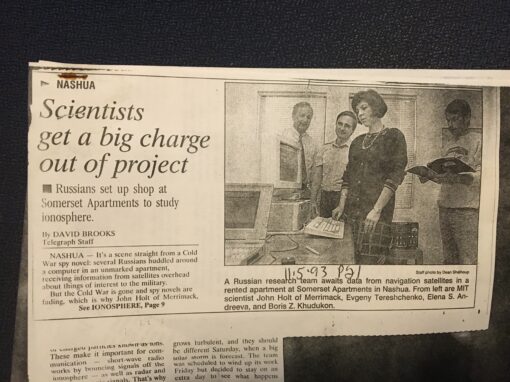 NASHUA
Scientists
get a big charge
out of project
■ Russians set up shop at
Somerset Apartments to study
ionosphere.
By DAVID BROOKS
Telegraph Staff
NASHUA — It's a scene straight from a Cold
War spy novel: several Russians huddled around
a computer in an unmarked apartment,
receiving information from satellites overhead
about things of interest to the military.
But the Cold War is gone and spy novels are
fading, which is why John Holt of Merrimack,
See IONOSPHERE, Page 9
Staff photo by Dean Shalhoup
11.5.93 P21
A Russian research team awaits data from navigation satellites in a
rented apartment at Somerset Apartments in Nashua. From left are MIT
scientist John Holt of Merrimack, Evgeny Tereshchenko, Elena S. An-
dreeva, and Boris Z. Khudukon.
These make it important for com-
munication — short-wave radio
works by bouncing signals off the
ionosphere — as well as radar and
That's why
grows turbulent, and they should
be different Saturday, when a big
solar storm is forecast. The team
was scheduled to wind up its work
Friday but decided to stay on an
extra day to see what happens